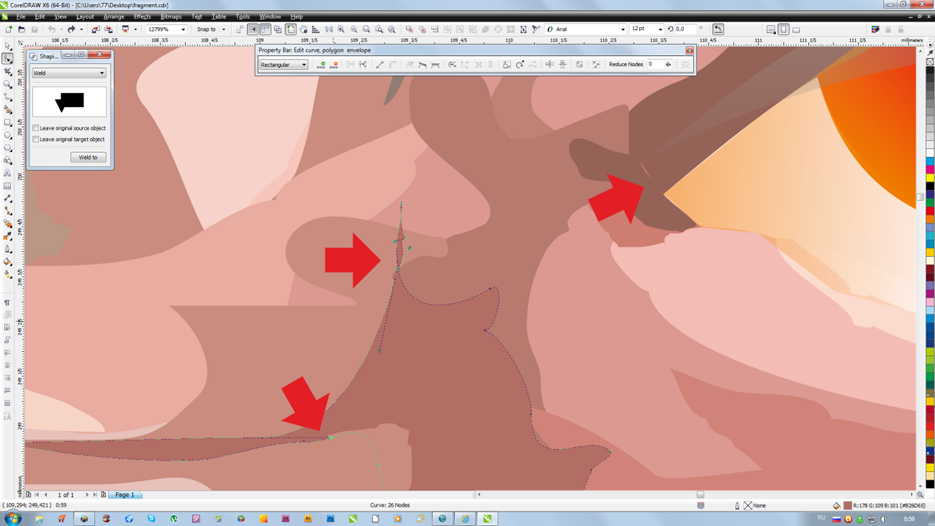 CorelDRAW X6 (64-Bit) - [C:\Users\77\Desktop\fragment.cdr]
File Edit View Layout Arrange Effects Bitmaps Text Table Tools Window Help
12799% Snap to Arial 12 pt 0,0
millimeters
Property Bar: Edit curve, polygon envelope
Rectangular Reduce Nodes 0
Shapi...
Weld
Leave original source object
Leave original target object
Weld to
1 of 1 Page 1
(109,294; 249,421) 0:59 Curve: 26 Nodes None R:178 G:109 B:101 (#B26D65)
RU 0:59